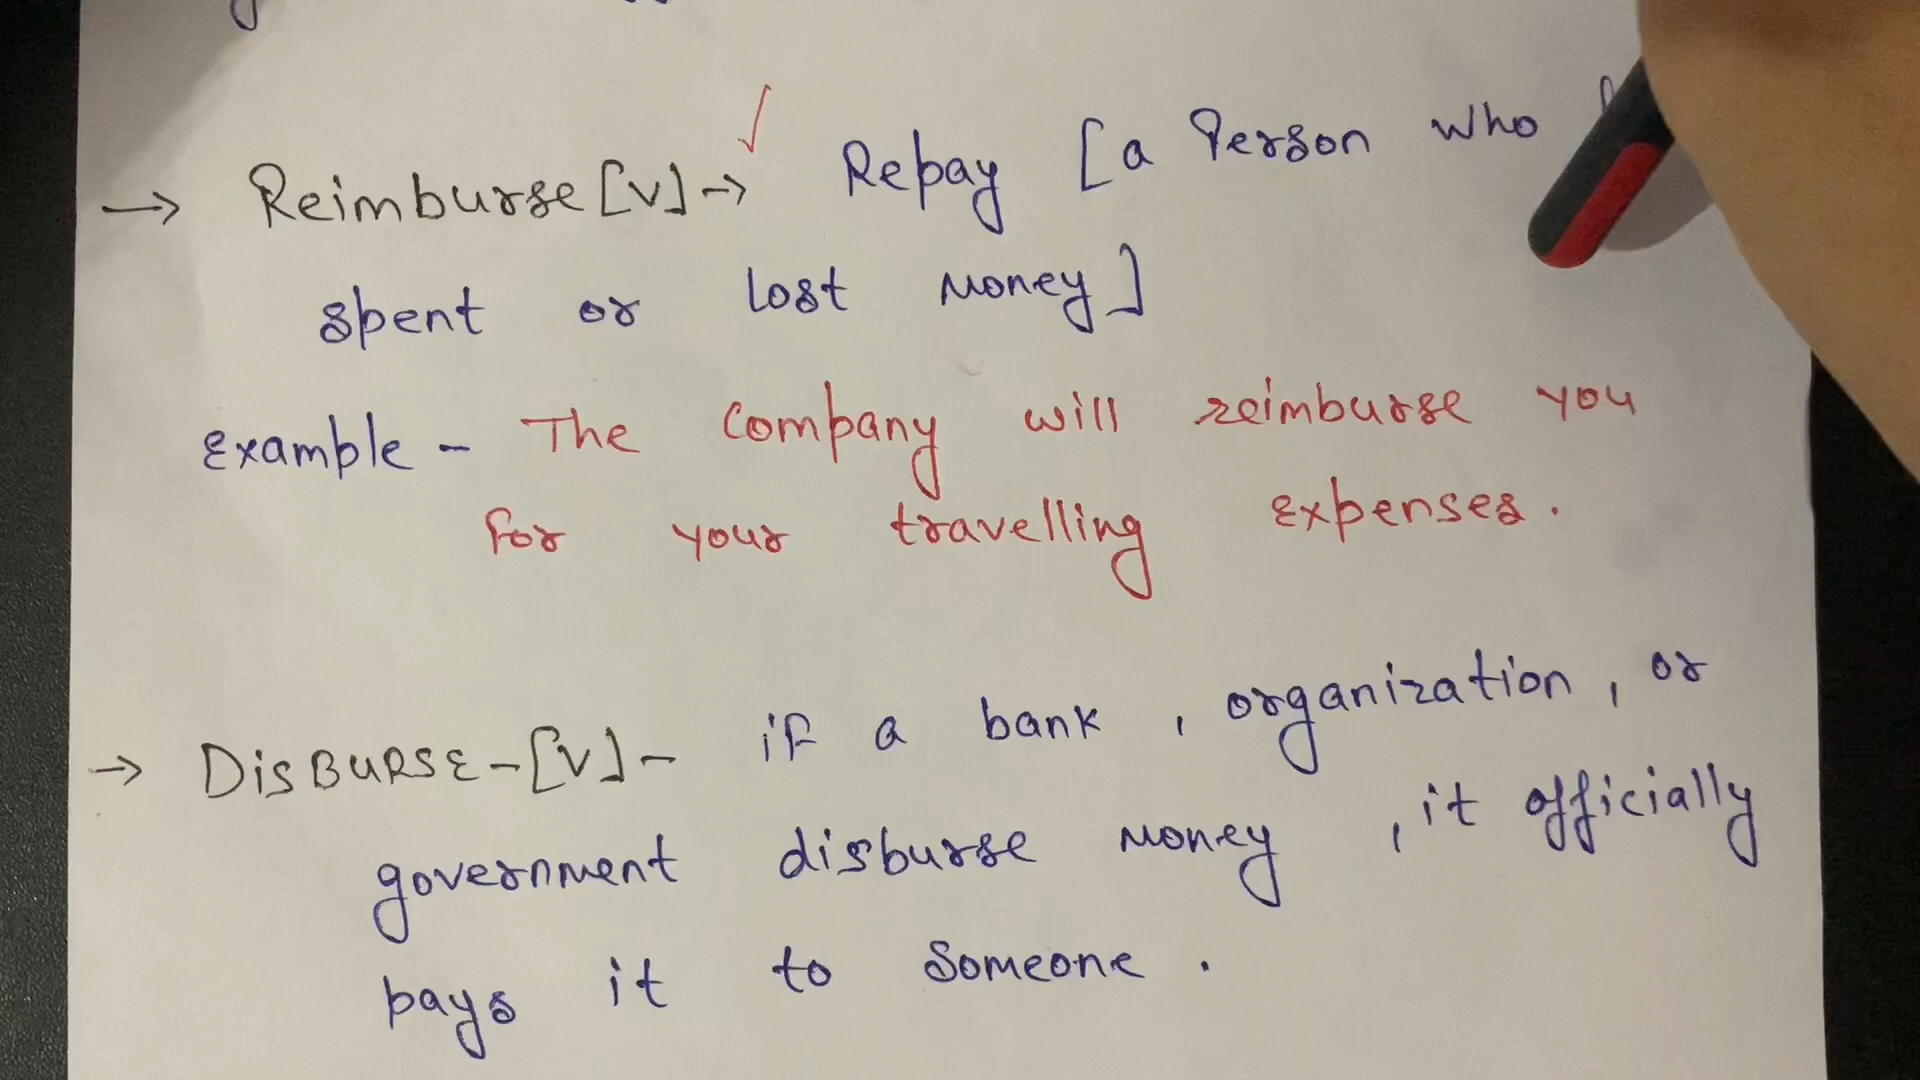 → Reimburse [v] → Repay [a Person who
spent or lost Money]
Example - The Company will reimburse you
for your travelling expenses.
→ DISBURSE - [v] - if a bank, organization, or
government disburse Money, it officially
pays it to Someone.